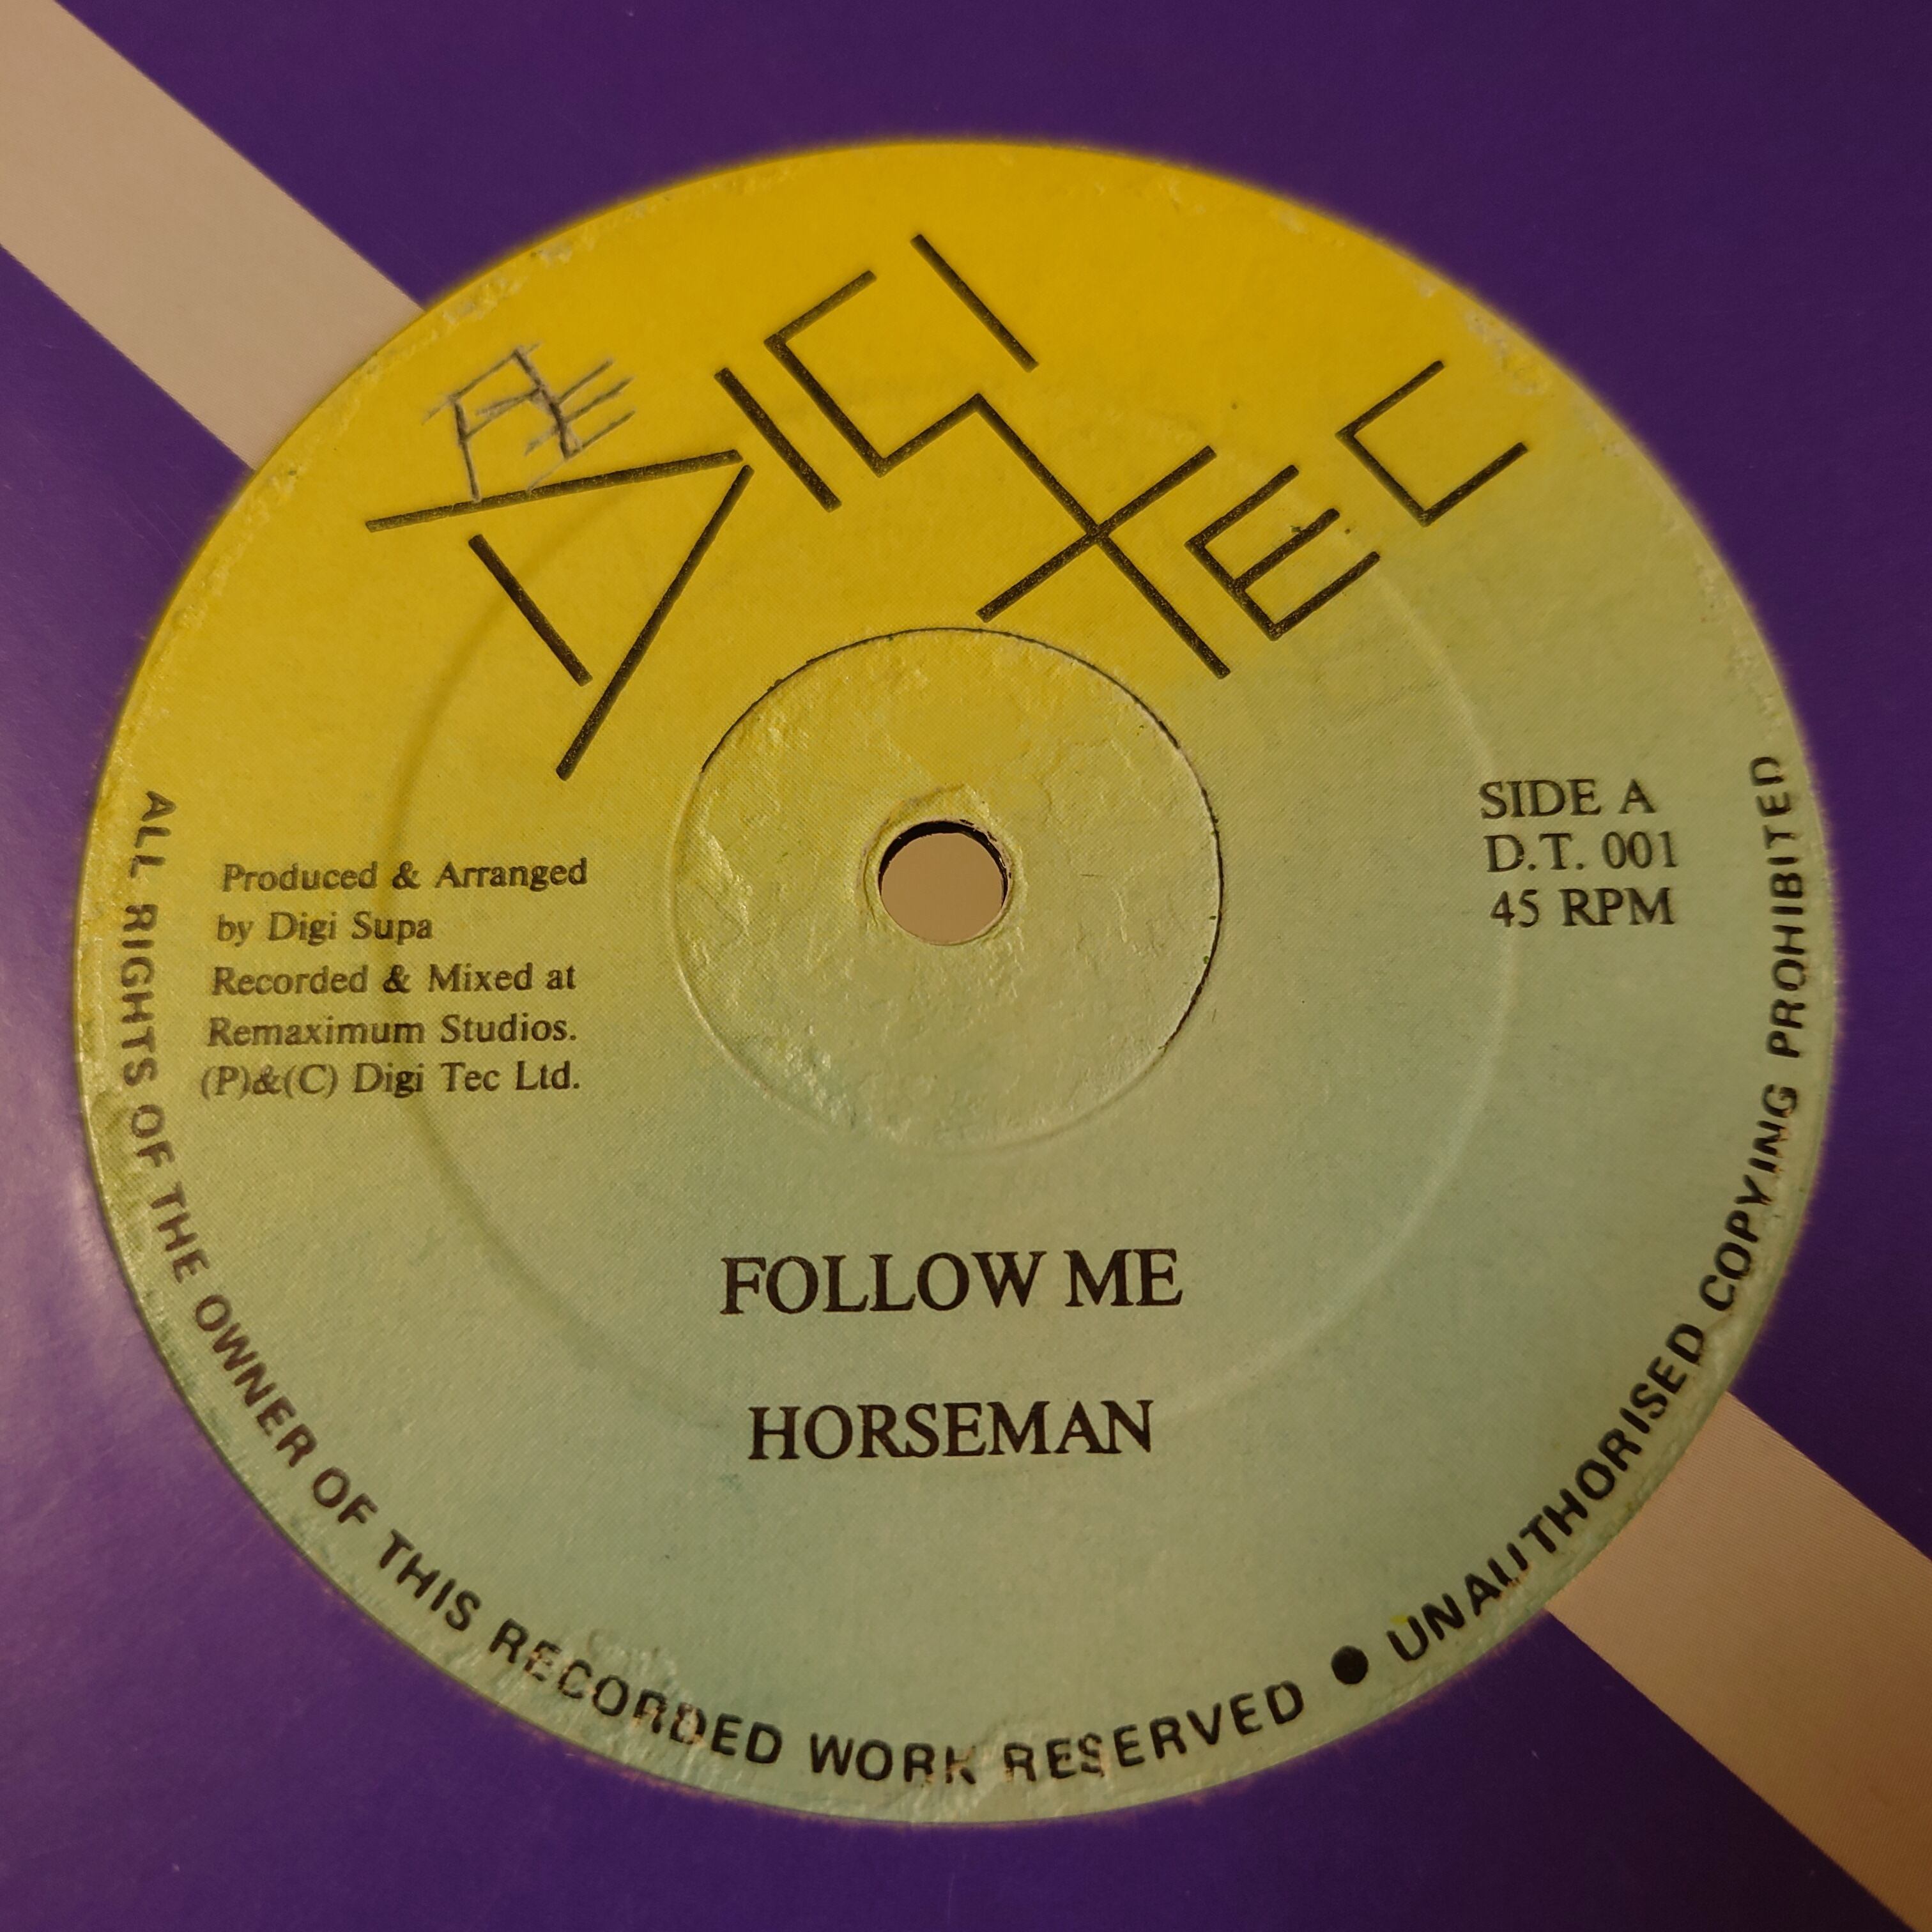 DIGI
TEC
SIDE A
D.T. 001
45 RPM
Produced & Arranged
by Digi Supa
Recorded & Mixed at
Remaximum Studios.
(P)&(C) Digi Tec Ltd.
FOLLOW ME
HORSEMAN
ALL RIGHTS OF THE OWNER OF THIS RECORDED WORK RESERVED ● UNAUTHORISED COPYING PROHIBITED